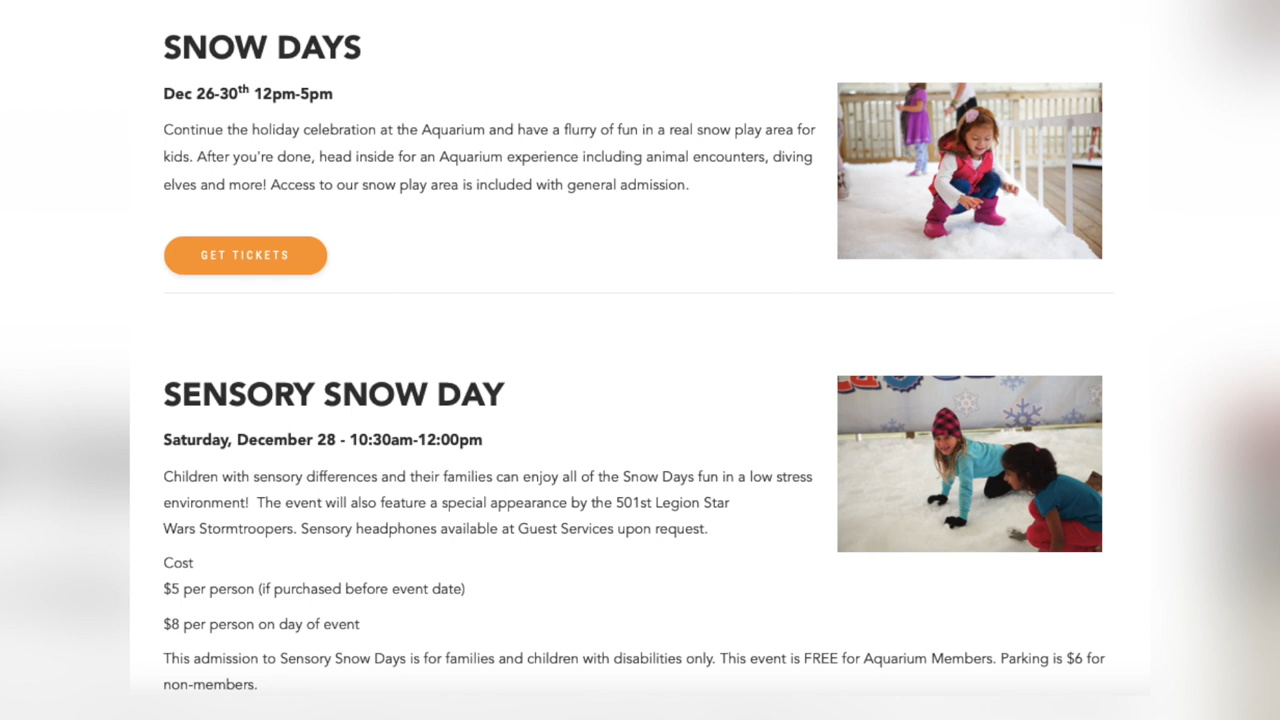 SNOW DAYS
Dec 26-30th 12pm-5pm
Continue the holiday celebration at the Aquarium and have a flurry of fun in a real snow play area for
kids. After you're done, head inside for an Aquarium experience including animal encounters, diving
elves and more! Access to our snow play area is included with general admission.
GET TICKETS
SENSORY SNOW DAY
Saturday, December 28 - 10:30am-12:00pm
Children with sensory differences and their families can enjoy all of the Snow Days fun in a low stress
environment!  The event will also feature a special appearance by the 501st Legion Star
Wars Stormtroopers. Sensory headphones available at Guest Services upon request.
Cost
$5 per person (if purchased before event date)
$8 per person on day of event
This admission to Sensory Snow Days is for families and children with disabilities only. This event is FREE for Aquarium Members. Parking is $6 for
non-members.